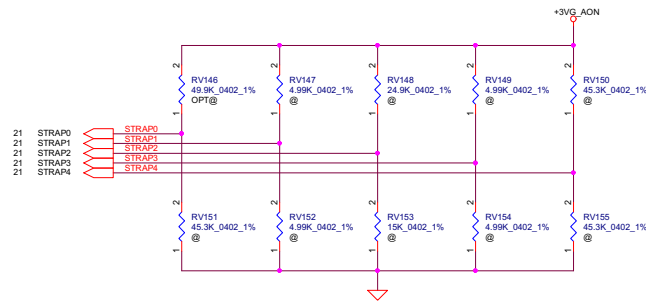 +3VG_AON
2
2
2
2
2
RV146
49.9K_0402_1%
OPT@
RV147
4.99K_0402_1%
@
RV148
24.9K_0402_1%
@
RV149
4.99K_0402_1%
@
RV150
45.3K_0402_1%
@
1
1
1
1
1
21 STRAP0 STRAP0
21 STRAP1 STRAP1
21 STRAP2 STRAP2
21 STRAP3 STRAP3
21 STRAP4 STRAP4
2
2
2
2
2
RV151
45.3K_0402_1%
@
RV152
4.99K_0402_1%
@
RV153
15K_0402_1%
@
RV154
4.99K_0402_1%
@
RV155
45.3K_0402_1%
@
1
1
1
1
1